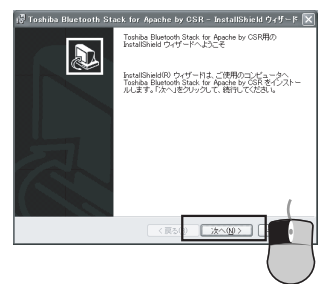 Toshiba Bluetooth Stack for Apache by CSR - InstallShield ウィザード
Toshiba Bluetooth Stack for Apache by CSR用の
InstallShield ウィザードへようこそ
InstallShield(R) ウィザードは、ご使用のコンピュータへ
Toshiba Bluetooth Stack for Apache by CSR をインストー
ルします。「次へ」をクリックして、続行してください。
< 戻る 次へ(N) >